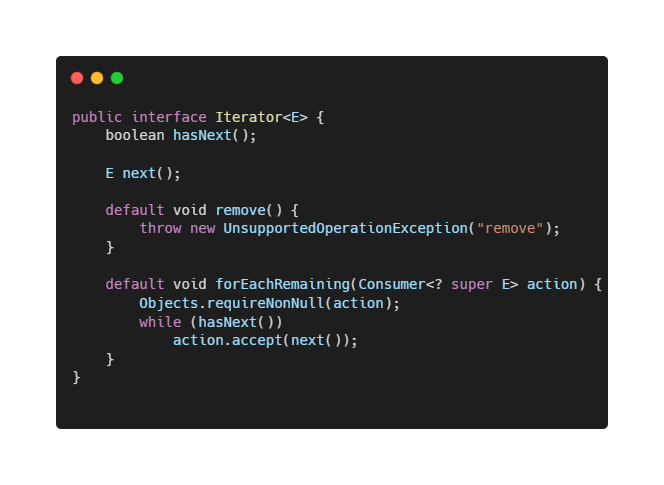 public interface Iterator<E> {
    boolean hasNext();

    E next();

    default void remove() {
        throw new UnsupportedOperationException("remove");
    }

    default void forEachRemaining(Consumer<? super E> action) {
        Objects.requireNonNull(action);
        while (hasNext())
            action.accept(next());
    }
}